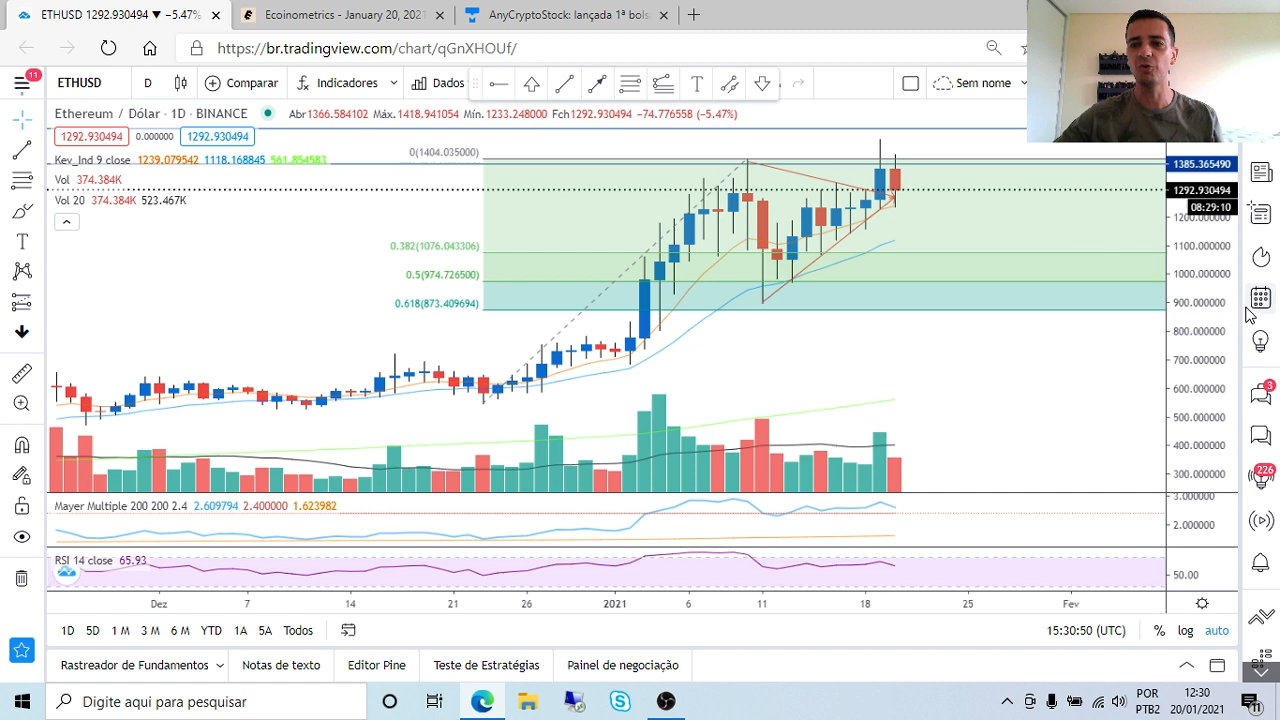 ETHUSD 1292.930494 ▼ −5.47%
Ecoinometrics - January 20, 2021
AnyCryptoStock: lançada 1ª bols
https://br.tradingview.com/chart/qGnXHOUf/
11
ETHUSD D Comparar Indicadores Dados T Sem nome
Ethereum / Dólar · 1D · BINANCE Abr1366.584102 Máx.1418.941054 Mín.1233.248000 Fch1292.930494 −74.776558 (−5.47%)
1292.930494 0.000000 1292.930494
Key_Ind 9 close 1239.079542 1118.168845 561.854583
Vol 374.384K
Vol 20 374.384K 523.467K
0(1404.035000)
0.382(1076.043306)
0.5(974.726500)
0.618(873.409694)
1385.365490
1292.930494
08:29:10
1200.000000
1100.000000
1000.000000
900.000000
800.000000
700.000000
600.000000
500.000000
400.000000
300.000000
Mayer Multiple 200 200 2.4 2.609794 2.400000 1.623982
3.000000
2.000000
RSI 14 close 65.93
50.00
Dez 7 14 21 26 2021 6 11 18 25 Fev
3
226
1D 5D 1 M 3 M 6 M YTD 1A 5A Todos
15:30:50 (UTC) % log auto
Rastreador de Fundamentos Notas de texto Editor Pine Teste de Estratégias Painel de negociação
Digite aqui para pesquisar
POR
PTB2
12:30
20/01/2021
11